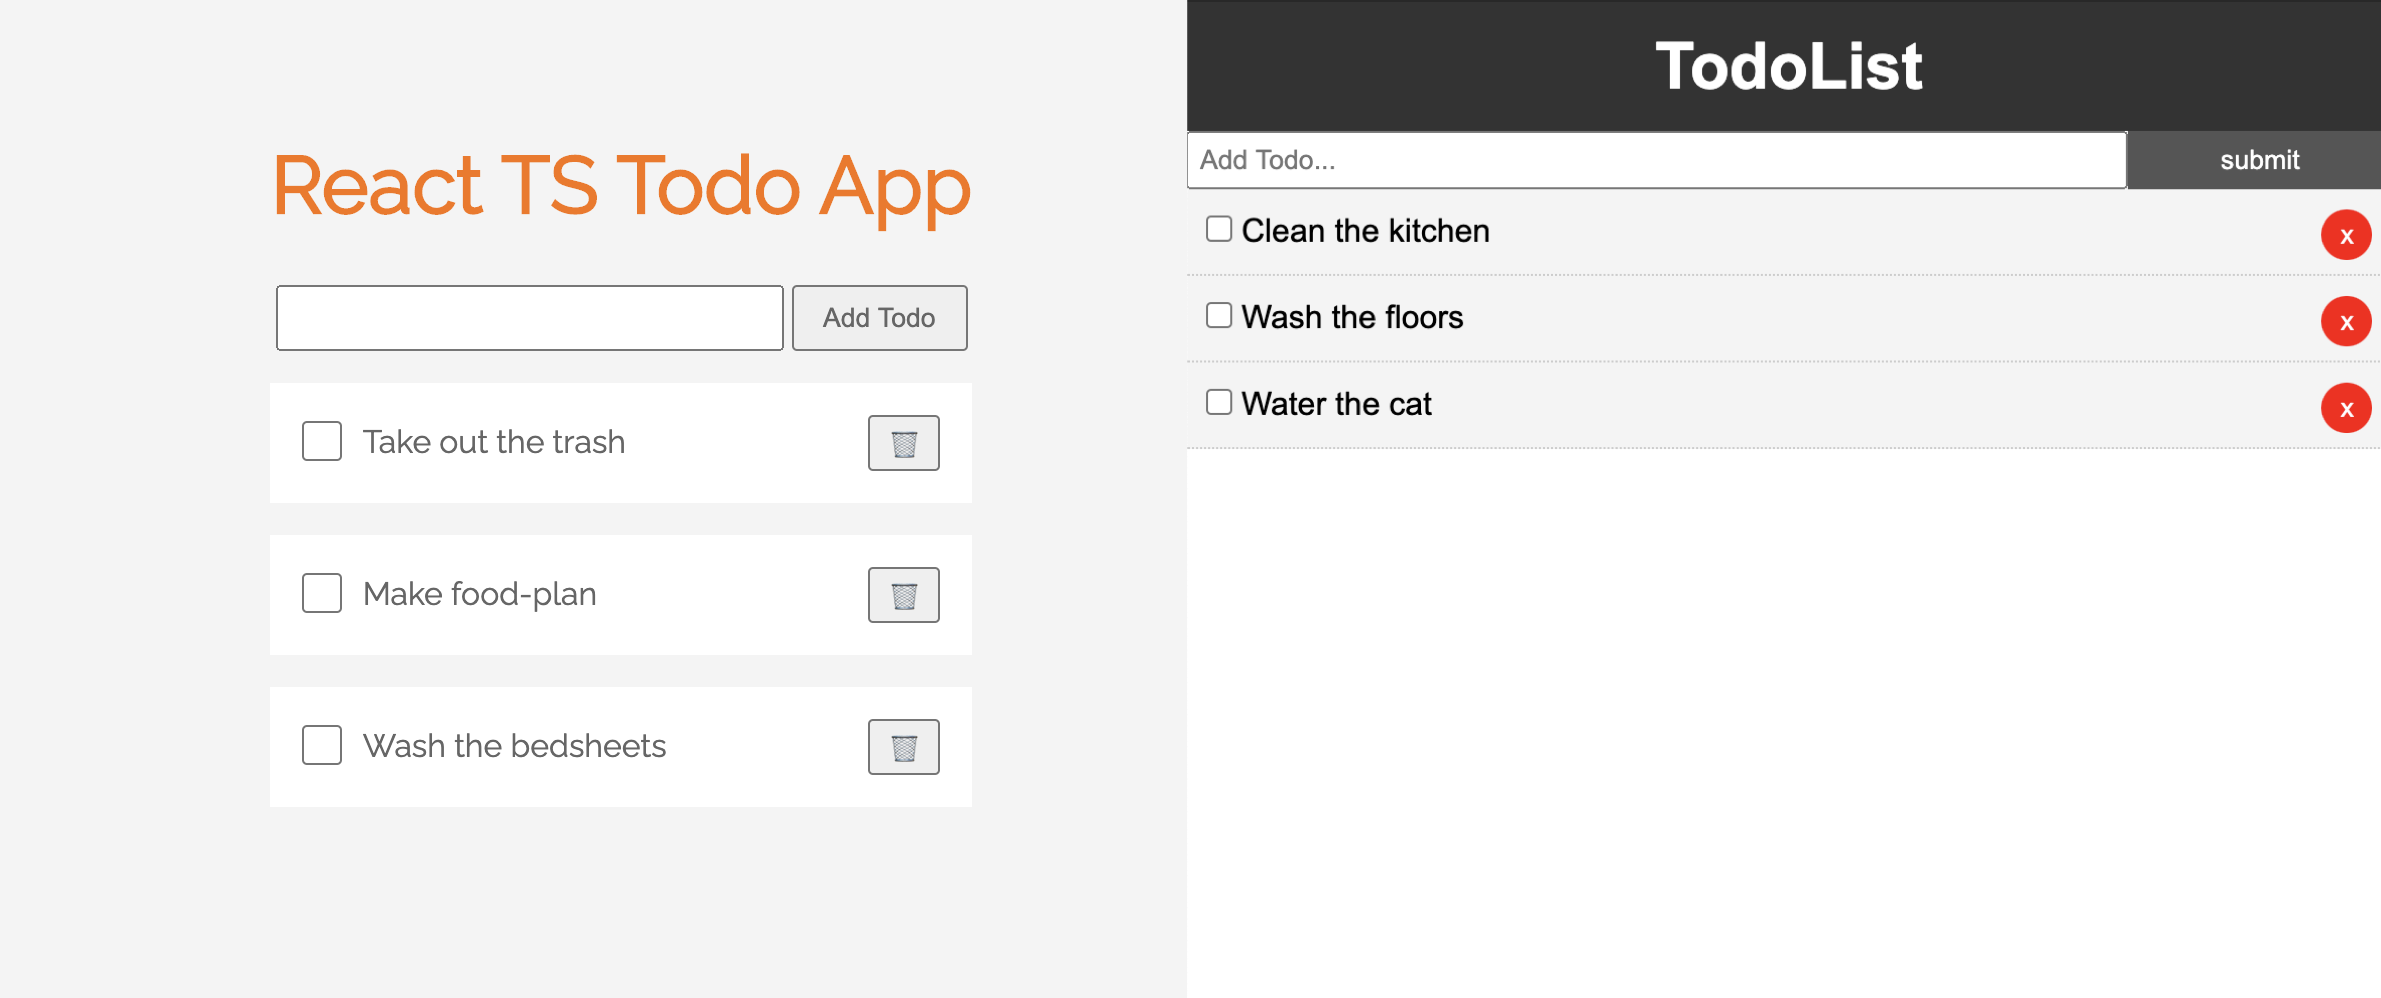 React TS Todo App
Add Todo
Take out the trash
Make food-plan
Wash the bedsheets
TodoList
Add Todo...
submit
Clean the kitchen
x
Wash the floors
x
Water the cat
x